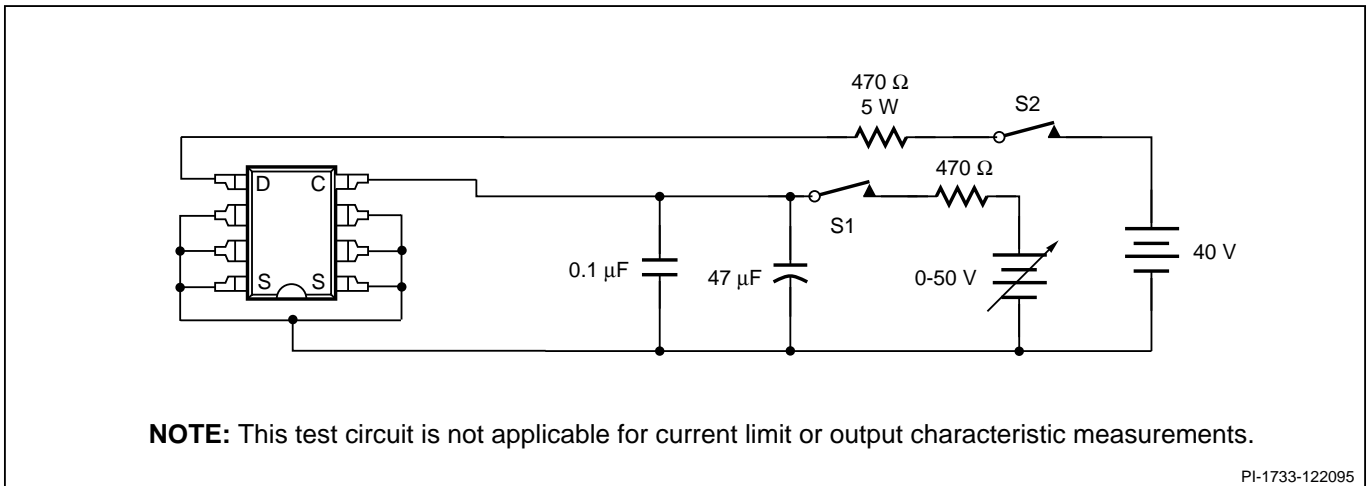 470 Ω
5 W
S2
470 Ω
D
C
S1
40 V
0.1 μF
47 μF
0-50 V
S
S
NOTE: This test circuit is not applicable for current limit or output characteristic measurements.
PI-1733-122095